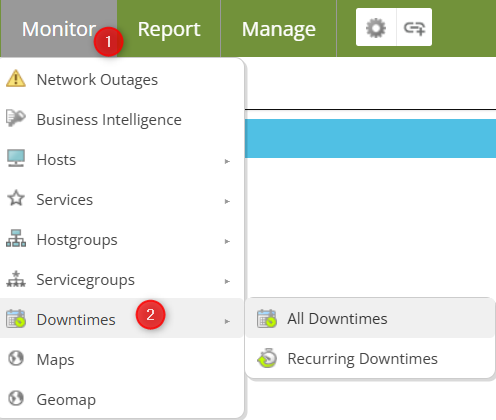 Monitor 1 Report Manage
Network Outages
Business Intelligence
Hosts
Services
Hostgroups
Servicegroups
Downtimes 2 All Downtimes
Maps Recurring Downtimes
Geomap